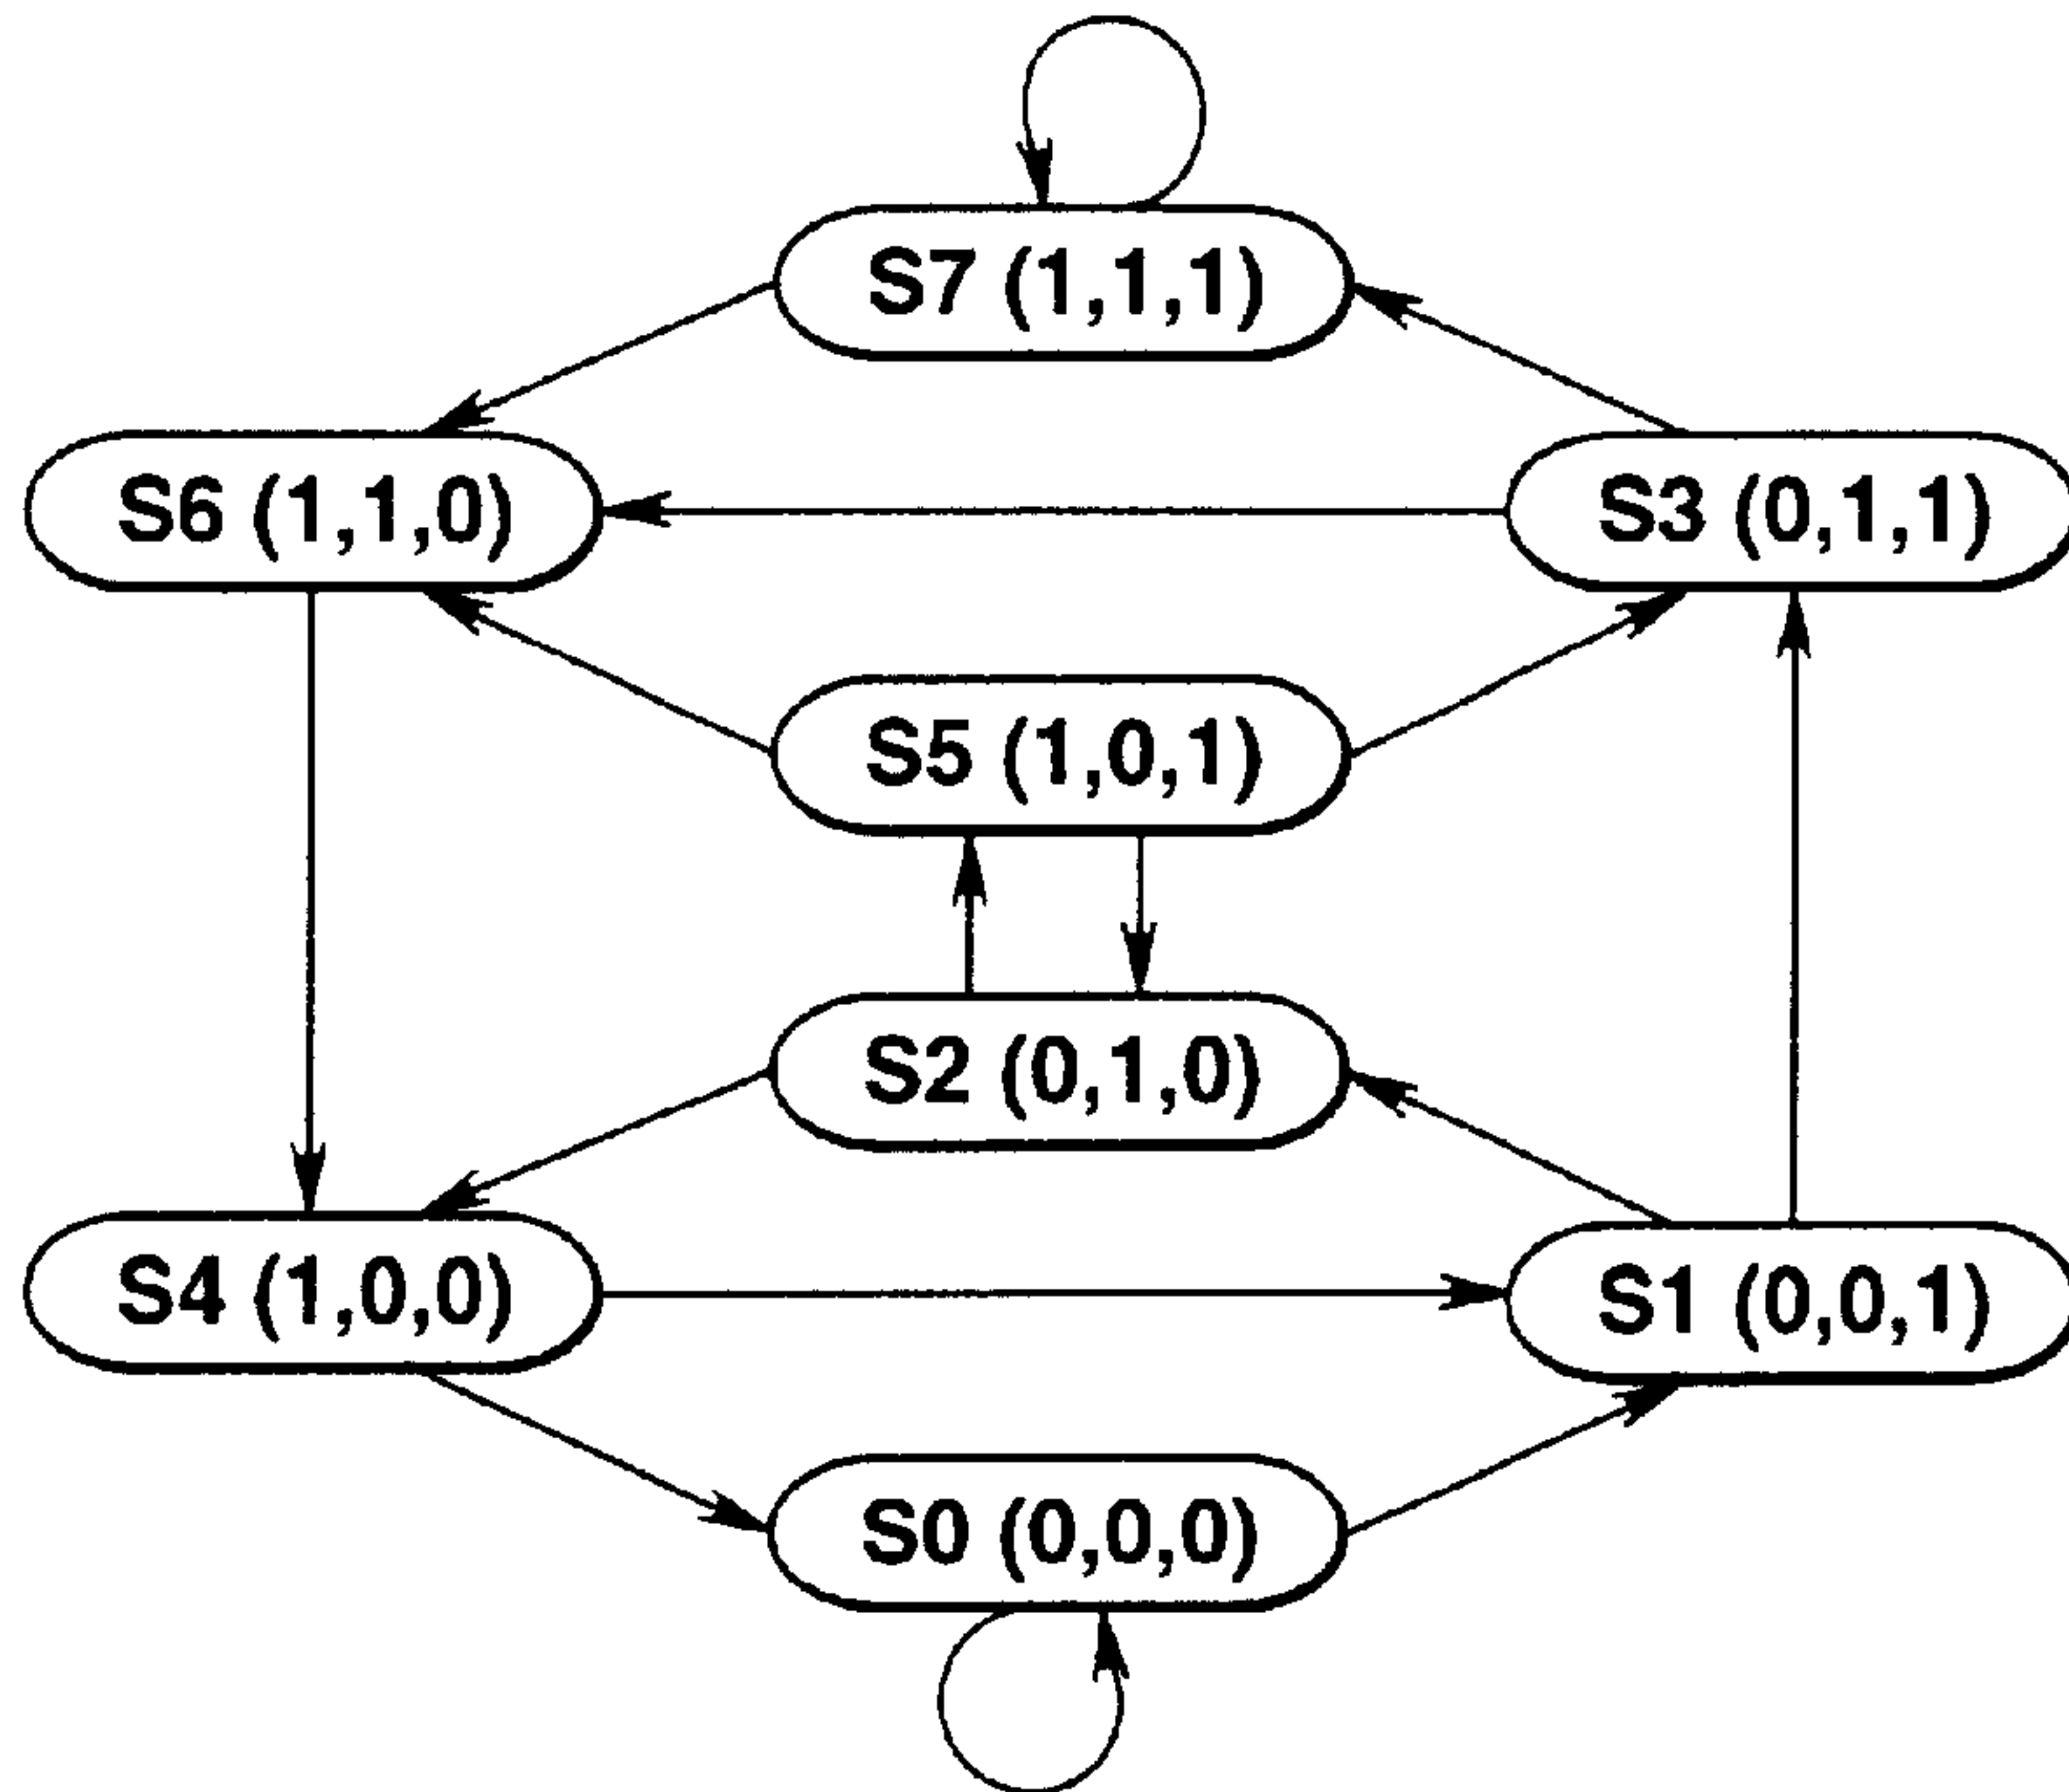 S7 (1,1,1)
S6 (1,1,0)
S3 (0,1,1)
S5 (1,0,1)
S2 (0,1,0)
S4 (1,0,0)
S1 (0,0,1)
S0 (0,0,0)